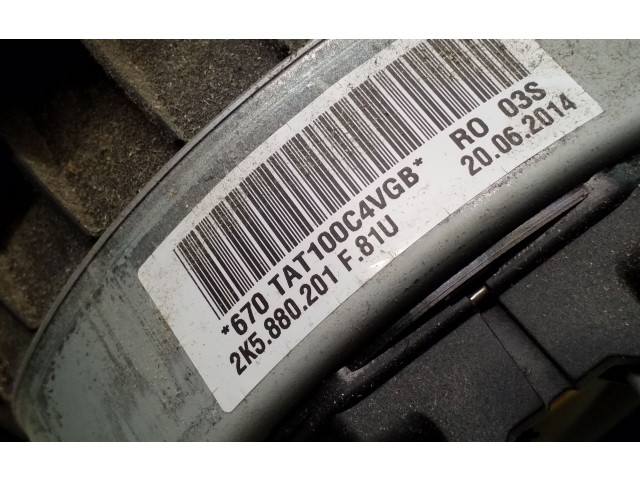 *670 TAT100C4VGB* RO 03S
2K5.880.201 F.81U 20.06.2014